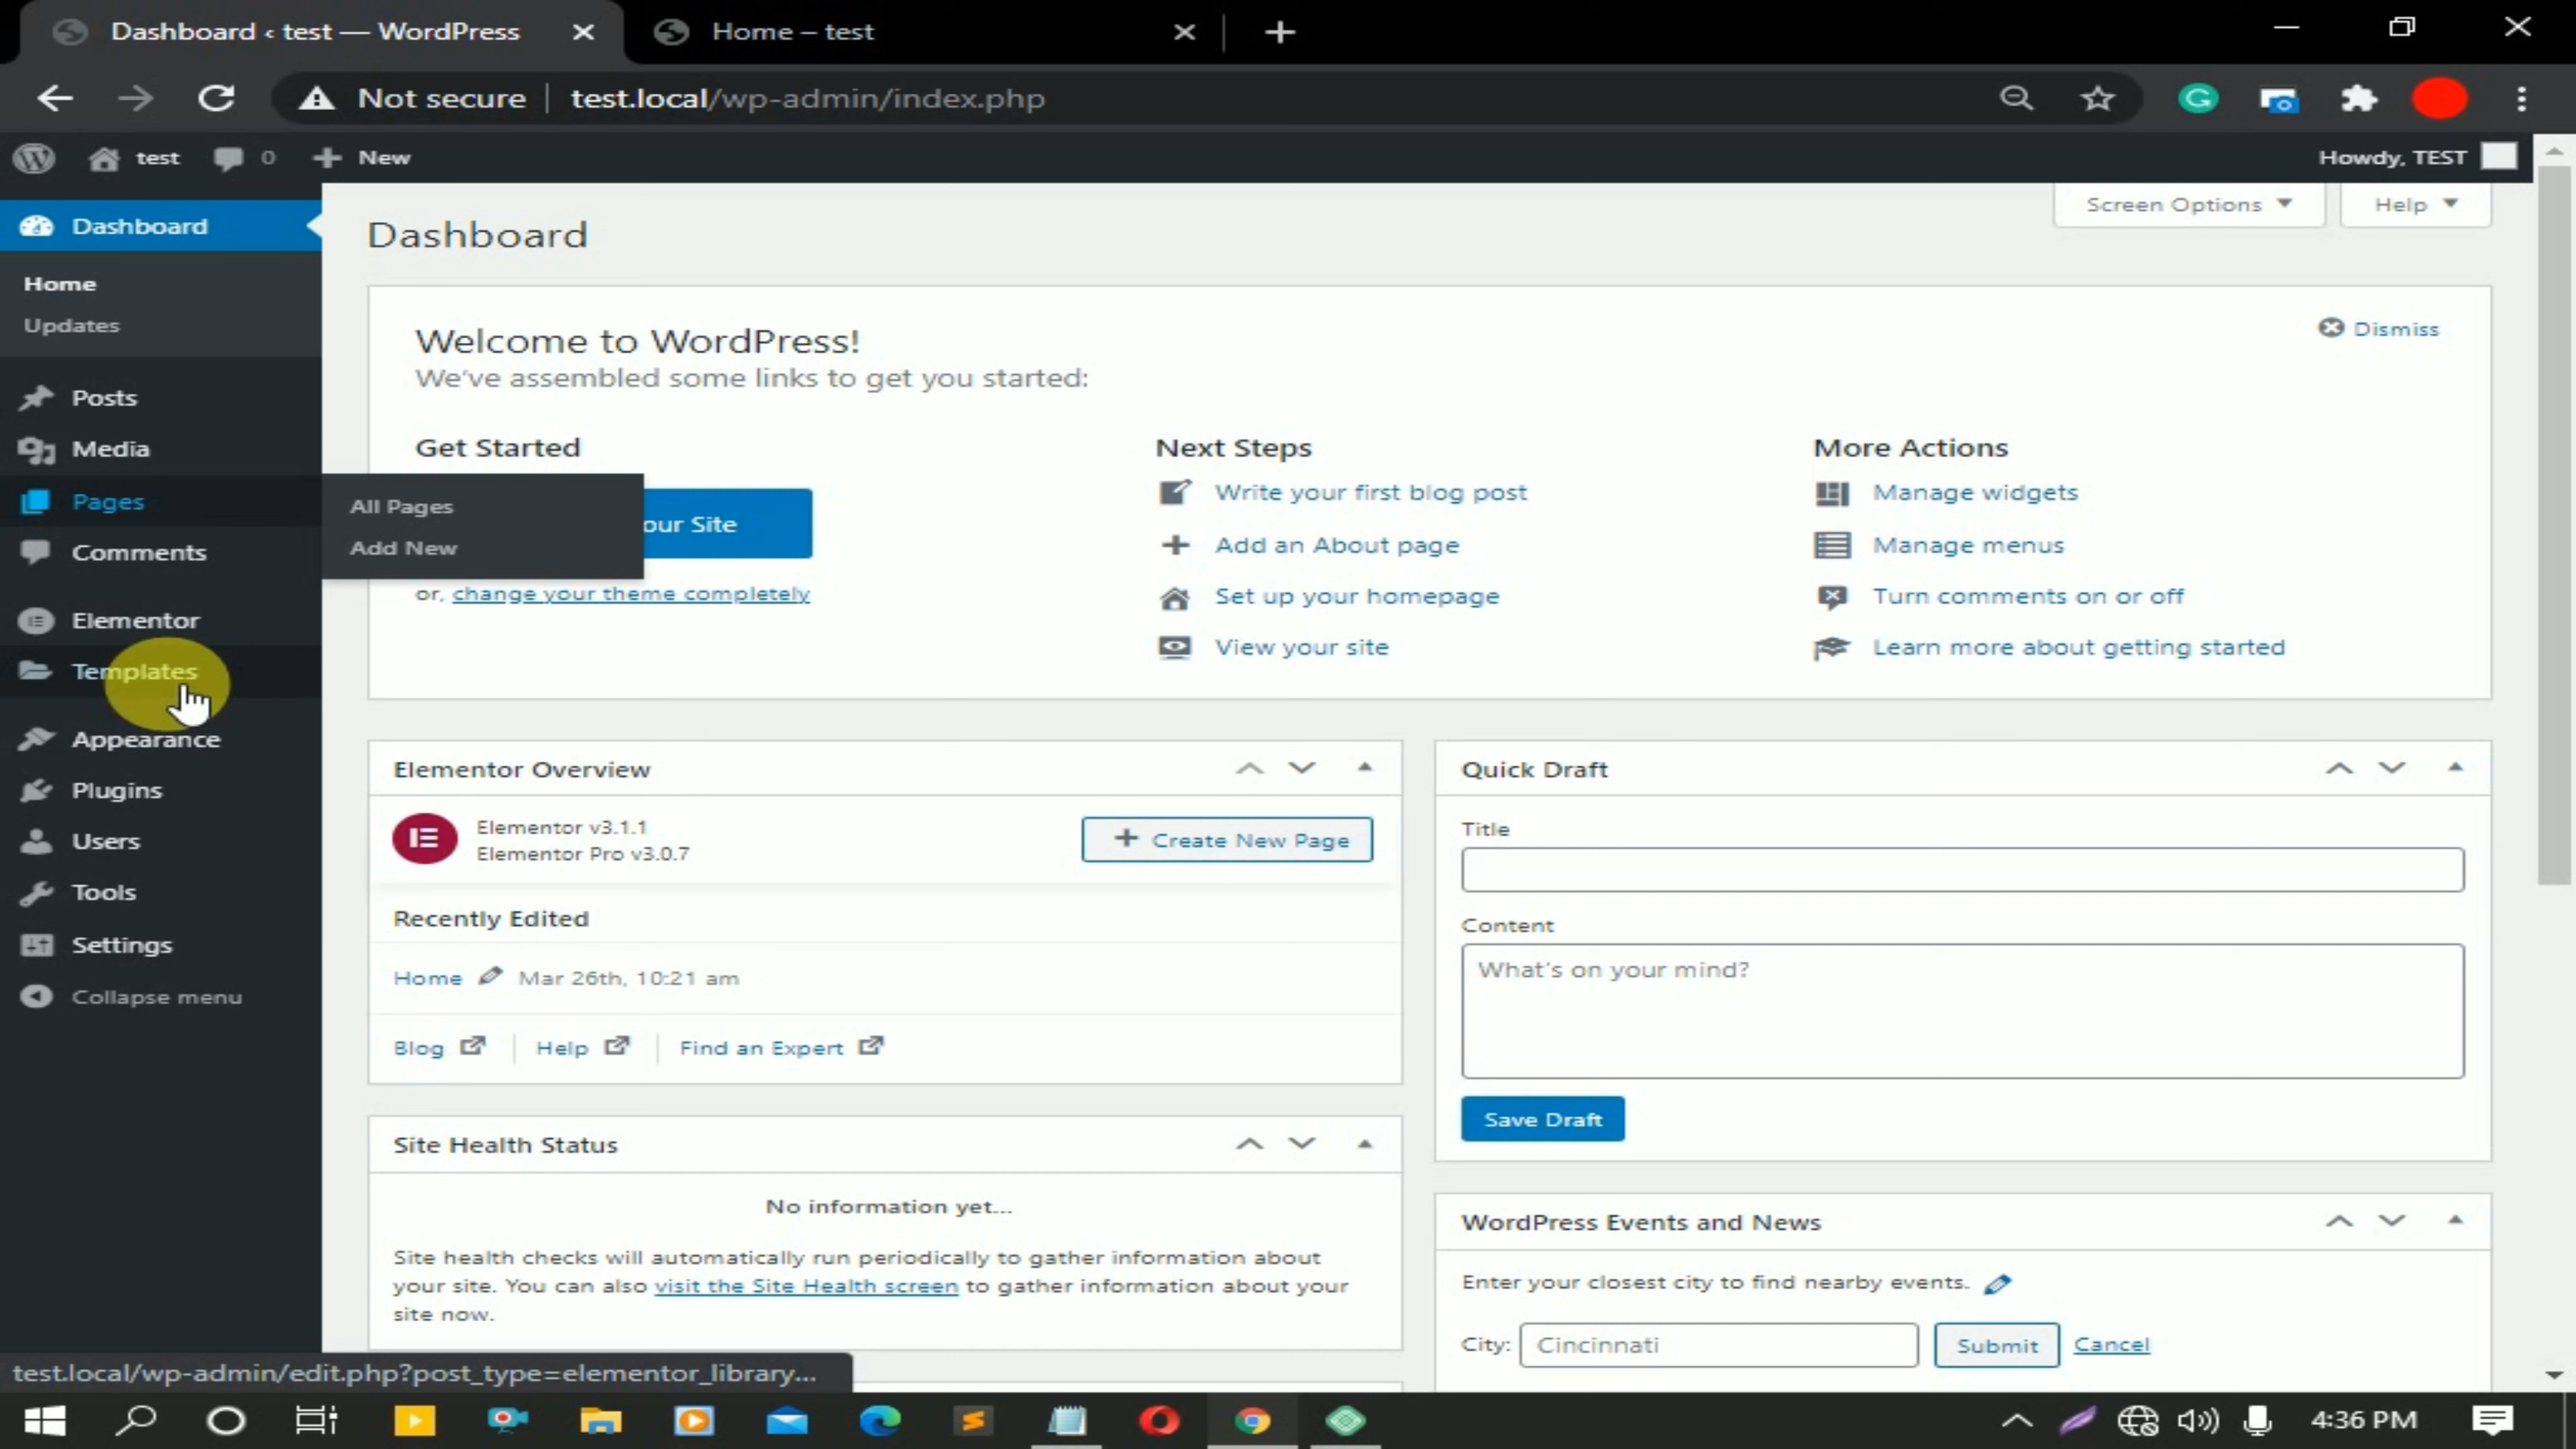 Dashboard ‹ test — WordPress
Home – test
Not secure
test.local/wp-admin/index.php
test
0
New
Howdy, TEST
Dashboard
Home
Updates
Posts
Media
Pages
Comments
Elementor
Templates
Appearance
Plugins
Users
Tools
Settings
Collapse menu
All Pages
Add New
Dashboard
Screen Options
Help
Welcome to WordPress!
Dismiss
We've assembled some links to get you started:
Get Started
our Site
or, change your theme completely
Next Steps
Write your first blog post
Add an About page
Set up your homepage
View your site
More Actions
Manage widgets
Manage menus
Turn comments on or off
Learn more about getting started
Elementor Overview
Elementor v3.1.1
Elementor Pro v3.0.7
Create New Page
Recently Edited
Home Mar 26th, 10:21 am
Blog
Help
Find an Expert
Site Health Status
No information yet...
Site health checks will automatically run periodically to gather information about
your site. You can also visit the Site Health screen to gather information about your
site now.
Quick Draft
Title
Content
What's on your mind?
Save Draft
WordPress Events and News
Enter your closest city to find nearby events.
City:
Cincinnati
Submit
Cancel
test.local/wp-admin/edit.php?post_type=elementor_library...
4:36 PM